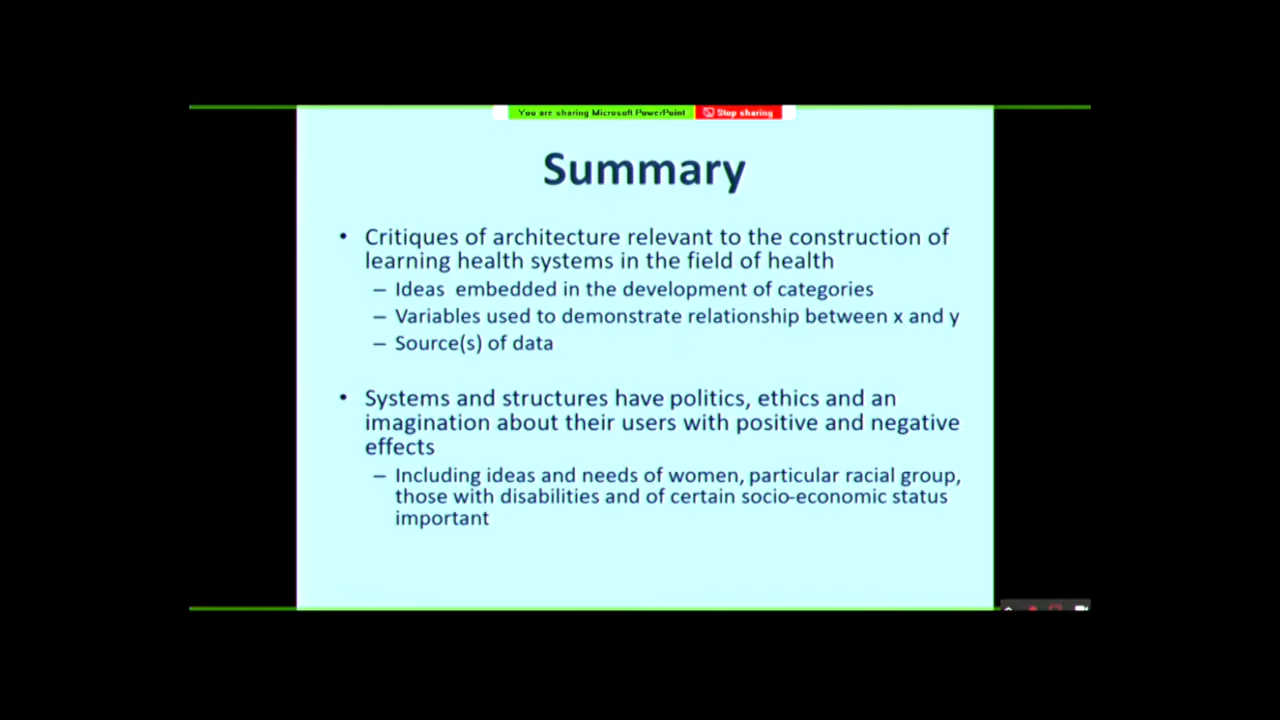 You are sharing Microsoft PowerPoint Stop sharing
Summary
• Critiques of architecture relevant to the construction of
learning health systems in the field of health
– Ideas embedded in the development of categories
– Variables used to demonstrate relationship between x and y
– Source(s) of data
• Systems and structures have politics, ethics and an
imagination about their users with positive and negative
effects
– Including ideas and needs of women, particular racial group,
those with disabilities and of certain socio-economic status
important